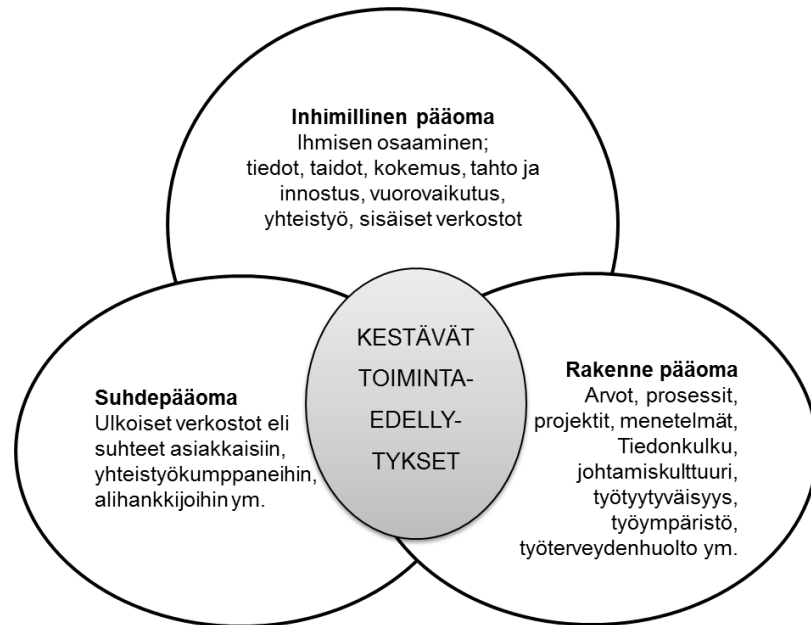 Inhimillinen pääoma
Ihmisen osaaminen;
tiedot, taidot, kokemus, tahto ja
innostus, vuorovaikutus,
yhteistyö, sisäiset verkostot
KESTÄVÄT
TOIMINTA-
EDELLY-
TYKSET
Suhdepääoma
Ulkoiset verkostot eli
suhteet asiakkaisiin,
yhteistyökumppaneihin,
alihankkijoihin ym.
Rakenne pääoma
Arvot, prosessit,
projektit, menetelmät,
Tiedonkulku,
johtamiskulttuuri,
työtyytyväisyys,
työympäristö,
työterveydenhuolto ym.